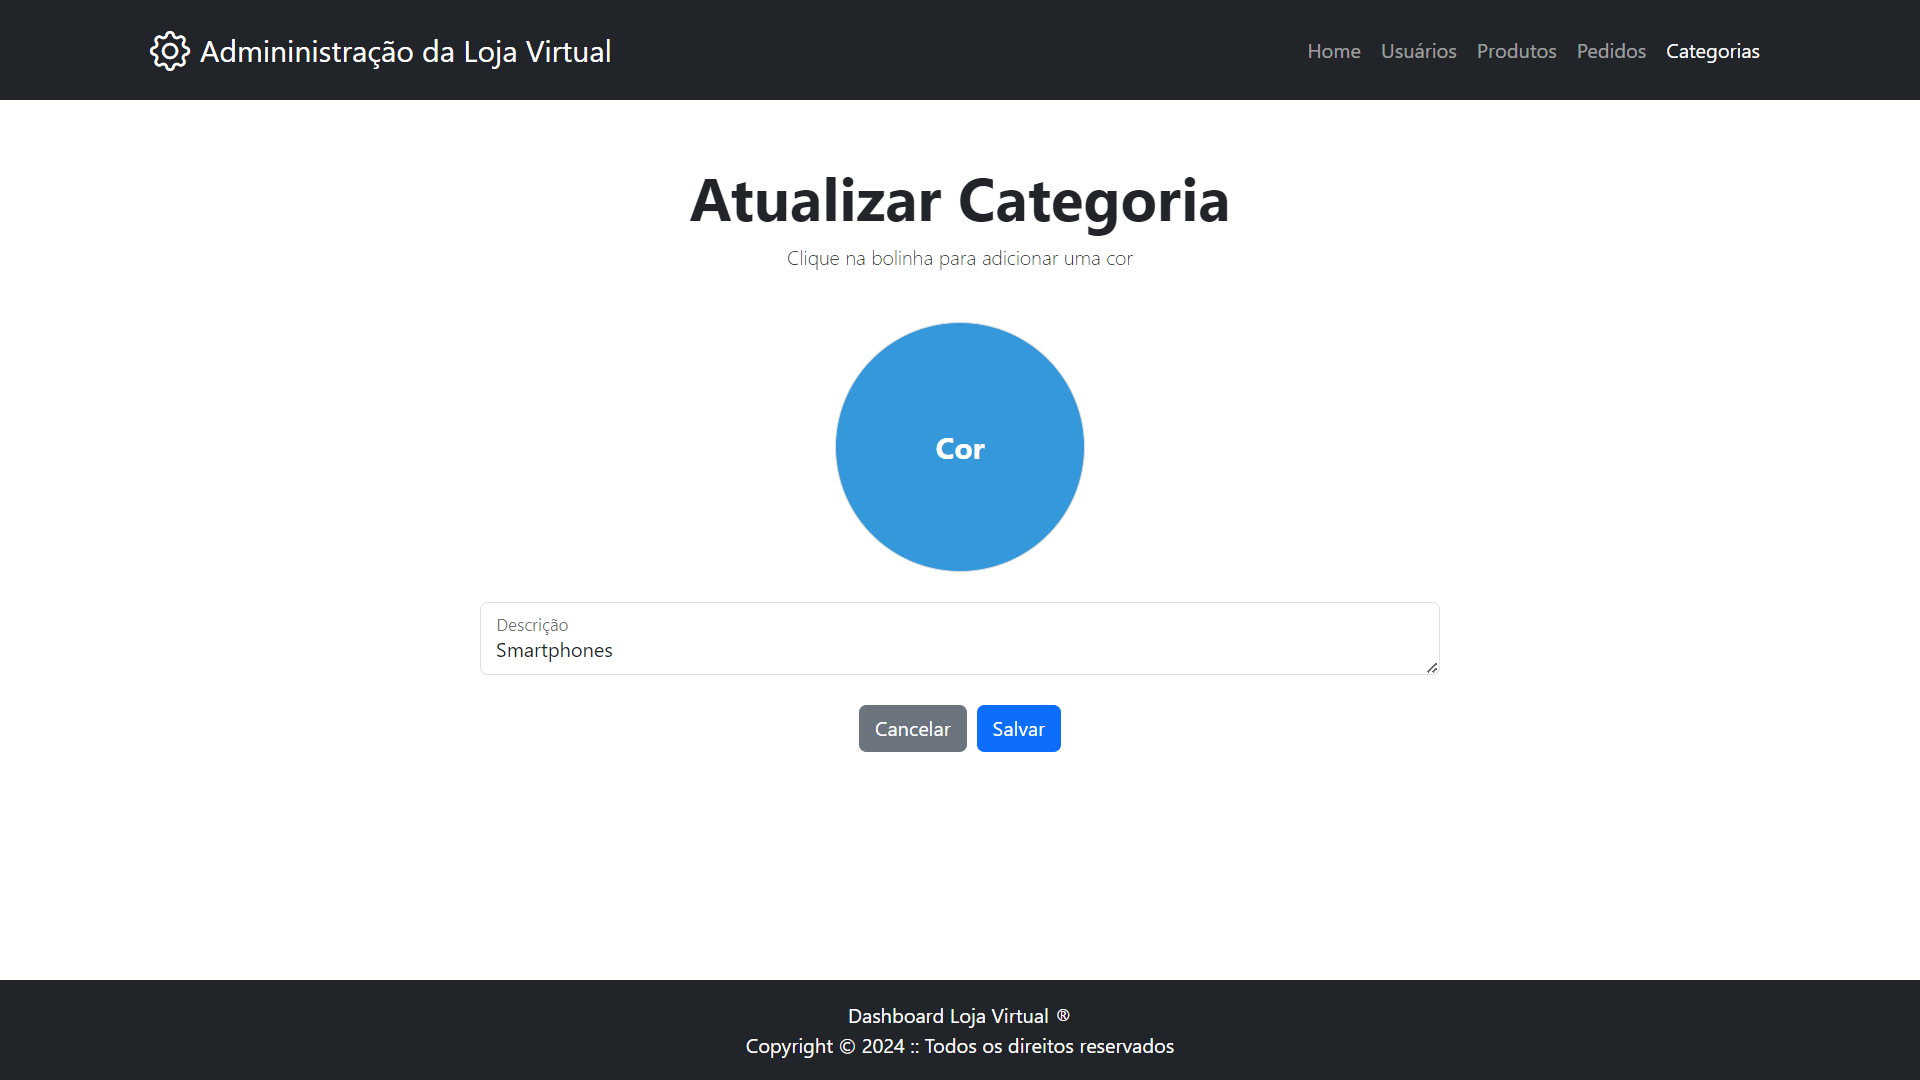 Admininistração da Loja Virtual
Home Usuários Produtos Pedidos Categorias
Atualizar Categoria
Clique na bolinha para adicionar uma cor
Cor
Descrição
Smartphones
Cancelar Salvar
Dashboard Loja Virtual ®
Copyright © 2024 :: Todos os direitos reservados